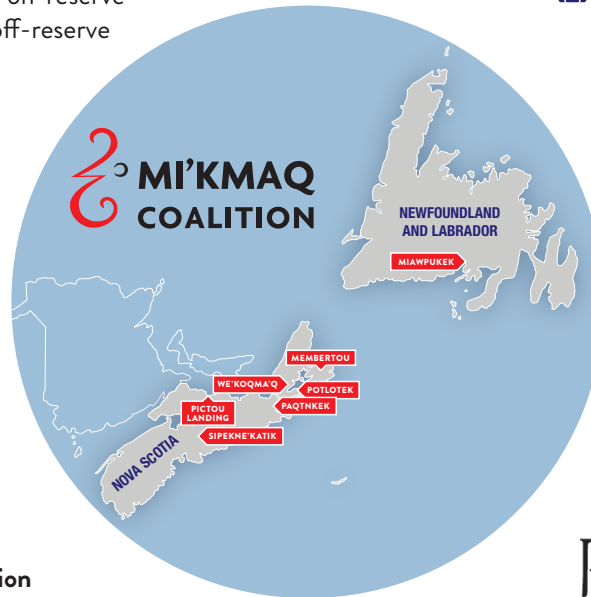 off-reserve
off-reserve
MI'KMAQ
COALITION
NEWFOUNDLAND
AND LABRADOR
MIAWPUKEK
MEMBERTOU
WE'KOQMA'Q
POTLOTEK
PAQTNKEK
PICTOU
LANDING
SIPEKNE'KATIK
NOVA SCOTIA